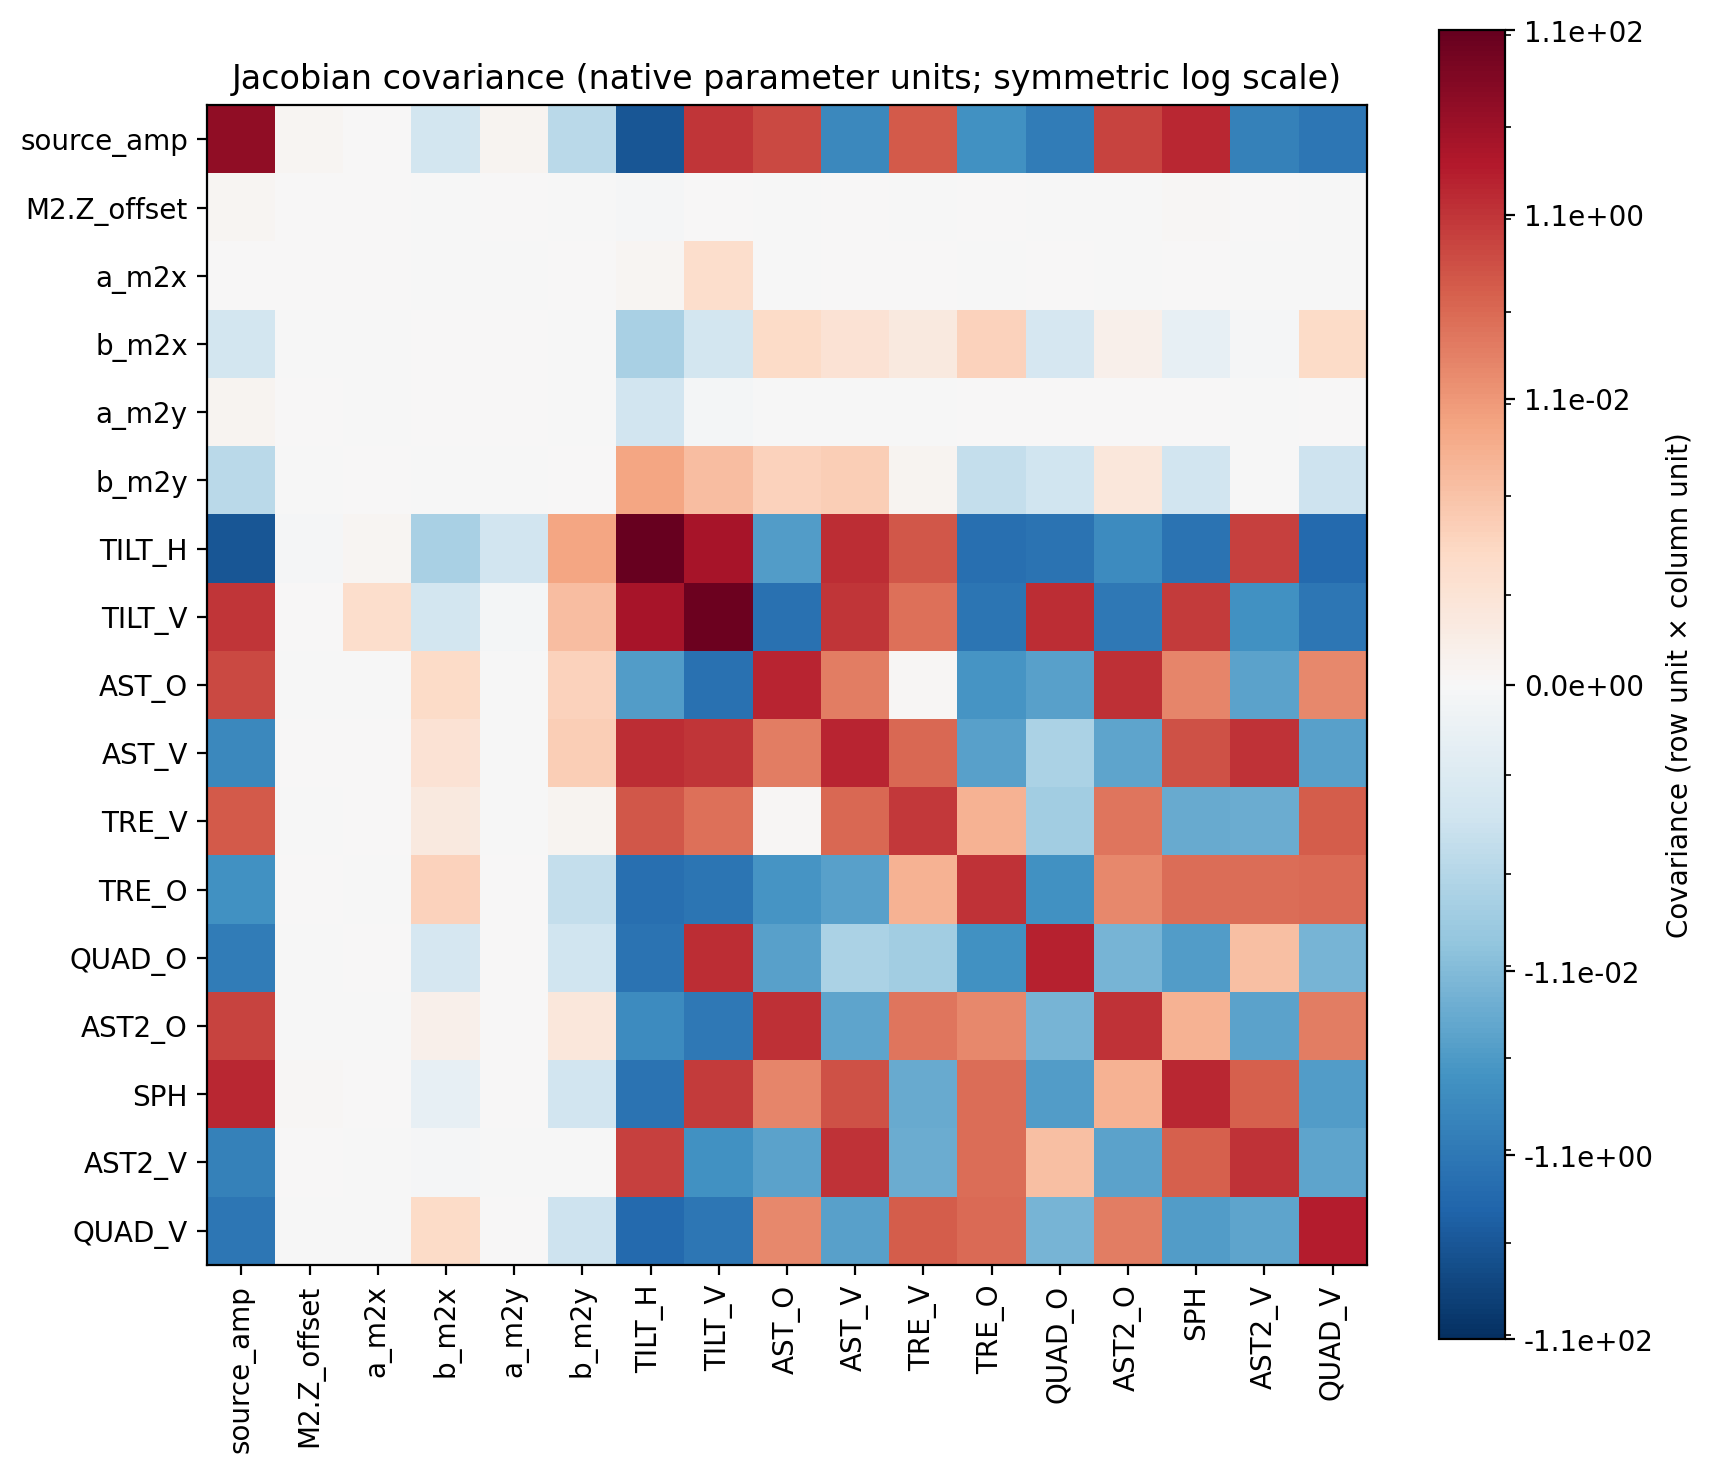 Jacobian covariance (native parameter units; symmetric log scale)
source_amp
M2.Z_offset
a_m2x
b_m2x
a_m2y
b_m2y
TILT_H
TILT_V
AST_O
AST_V
TRE_V
TRE_O
QUAD_O
AST2_O
SPH
AST2_V
QUAD_V
source_amp
M2.Z_offset
a_m2x
b_m2x
a_m2y
b_m2y
TILT_H
TILT_V
AST_O
AST_V
TRE_V
TRE_O
QUAD_O
AST2_O
SPH
AST2_V
QUAD_V
1.1e+02
1.1e+00
1.1e-02
0.0e+00
-1.1e-02
-1.1e+00
-1.1e+02
Covariance (row unit × column unit)